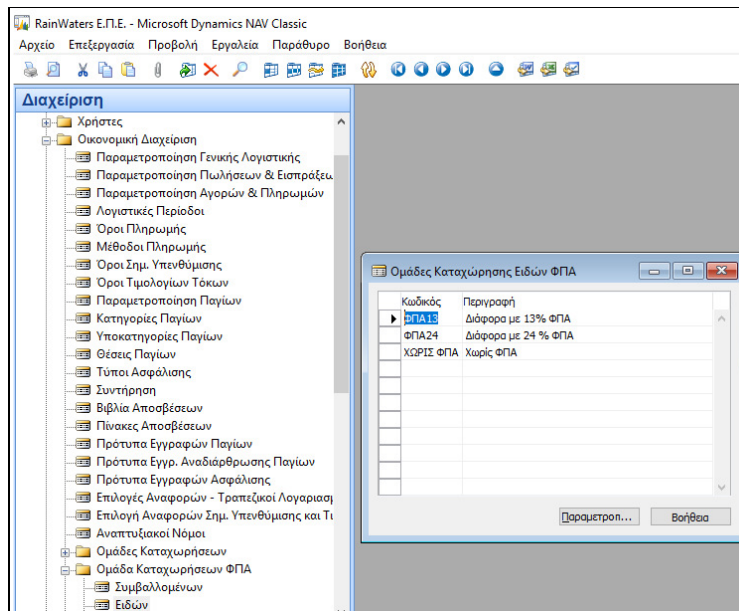 RainWaters Ε.Π.Ε. - Microsoft Dynamics NAV Classic
Αρχείο Επεξεργασία Προβολή Εργαλεία Παράθυρο Βοήθεια
Διαχείριση
Χρήστες
Οικονομική Διαχείριση
Παραμετροποίηση Γενικής Λογιστικής
Παραμετροποίηση Πωλήσεων & Εισπράξεω
Παραμετροποίηση Αγορών & Πληρωμών
Λογιστικές Περίοδοι
Όροι Πληρωμής
Μέθοδοι Πληρωμής
Όροι Σημ. Υπενθύμισης
Όροι Τιμολογίων Τόκων
Παραμετροποίηση Παγίων
Κατηγορίες Παγίων
Υποκατηγορίες Παγίων
Θέσεις Παγίων
Τύποι Ασφάλισης
Συντήρηση
Βιβλία Αποσβέσεων
Πίνακες Αποσβέσεων
Πρότυπα Εγγραφών Παγίων
Πρότυπα Εγγρ. Αναδιάρθρωσης Παγίων
Πρότυπα Εγγραφών Ασφάλισης
Επιλογές Αναφορών - Τραπεζικοί Λογαριασμ
Επιλογή Αναφορών Σημ. Υπενθύμισης και Τι
Αναπτυξιακοί Νόμοι
Ομάδες Καταχωρήσεων
Ομάδα Καταχωρήσεων ΦΠΑ
Συμβαλλομένων
Ειδών
Ομάδες Καταχώρησης Ειδών ΦΠΑ
Κωδικός Περιγραφή
ΦΠΑ13 Διάφορα με 13% ΦΠΑ
ΦΠΑ24 Διάφορα με 24 % ΦΠΑ
ΧΩΡΙΣ ΦΠΑ Χωρίς ΦΠΑ
Παραμετροπ... Βοήθεια